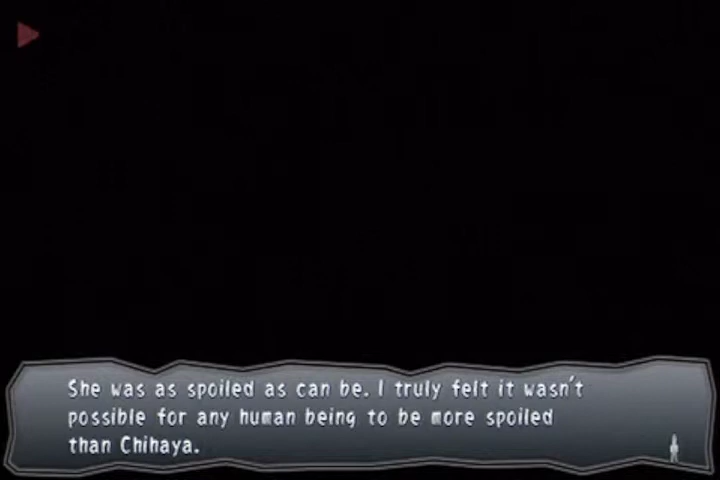 She was as spoiled as can be. I truly felt it wasn't
possible for any human being to be more spoiled
than Chihaya.